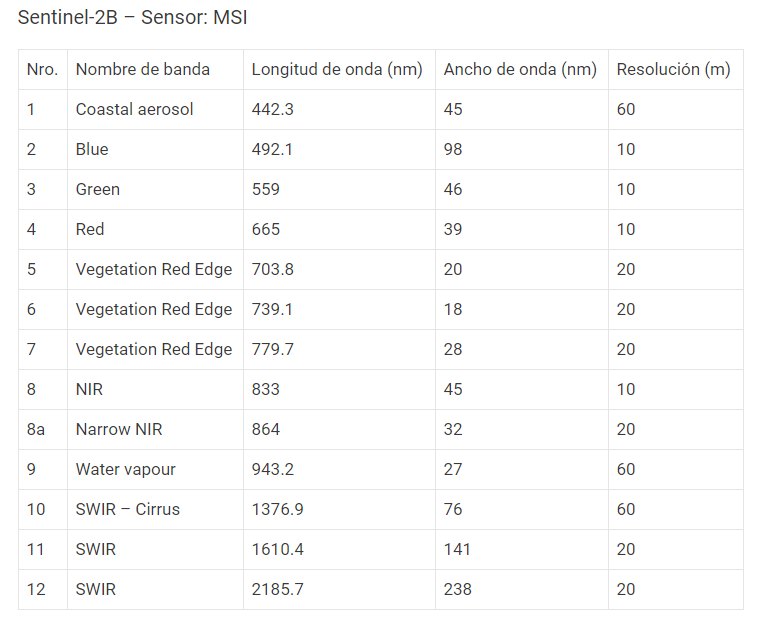 Sentinel-2B – Sensor: MSI
Nro. Nombre de banda Longitud de onda (nm) Ancho de onda (nm) Resolución (m)
1 Coastal aerosol 442.3 45 60
2 Blue 492.1 98 10
3 Green 559 46 10
4 Red 665 39 10
5 Vegetation Red Edge 703.8 20 20
6 Vegetation Red Edge 739.1 18 20
7 Vegetation Red Edge 779.7 28 20
8 NIR 833 45 10
8a Narrow NIR 864 32 20
9 Water vapour 943.2 27 60
10 SWIR – Cirrus 1376.9 76 60
11 SWIR 1610.4 141 20
12 SWIR 2185.7 238 20